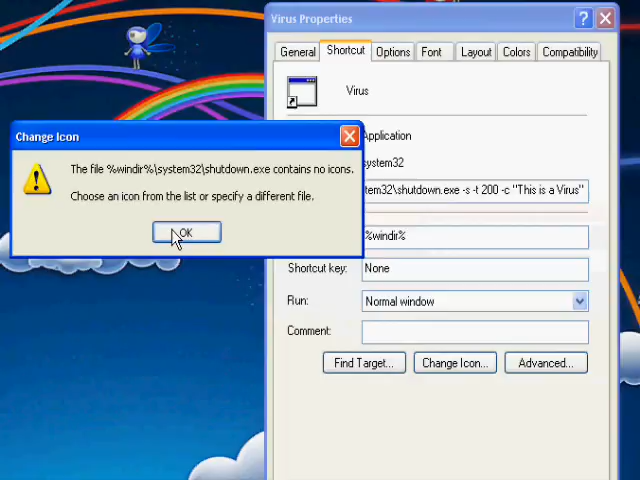 Virus Properties
General
Shortcut
Options
Font
Layout
Colors
Compatibility
Virus
Change Icon
Application
The file %windir%\system32\shutdown.exe contains no icons.
system32
Choose an icon from the list or specify a different file.
tem32\shutdown.exe -s -t 200 -c "This is a Virus"
OK
%windir%
Shortcut key:
None
Run:
Normal window
Comment:
Find Target...
Change Icon...
Advanced...